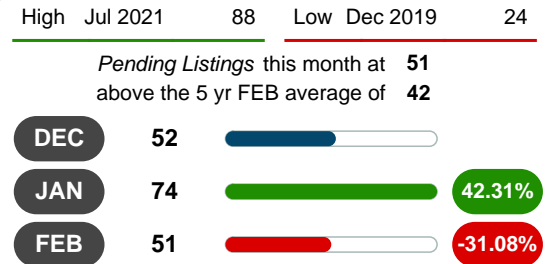 High Jul 2021 88 Low Dec 2019 24
Pending Listings this month at 51
above the 5 yr FEB average of 42
DEC 52
JAN 74 42.31%
FEB 51 -31.08%